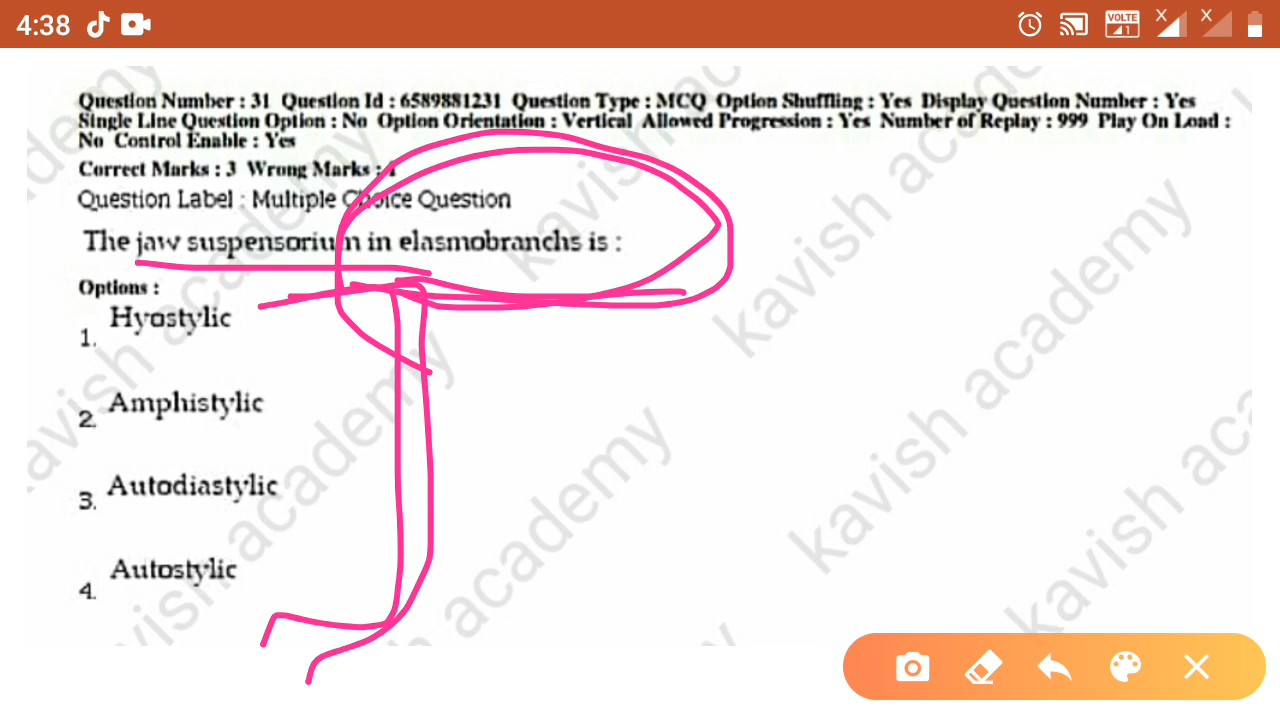 4:38
VOLTE 1
Question Number : 31 Question Id : 6589881231 Question Type : MCQ Option Shuffling : Yes Display Question Number : Yes
Single Line Question Option : No Option Orientation : Vertical Allowed Progression : Yes Number of Replay : 999 Play On Load :
No Control Enable : Yes
Correct Marks : 3 Wrong Marks :
Question Label : Multiple Choice Question
The jaw suspensorium in elasmobranchs is :
Options :
1. Hyostylic
2. Amphistylic
3. Autodiastylic
4. Autostylic
kavish academy